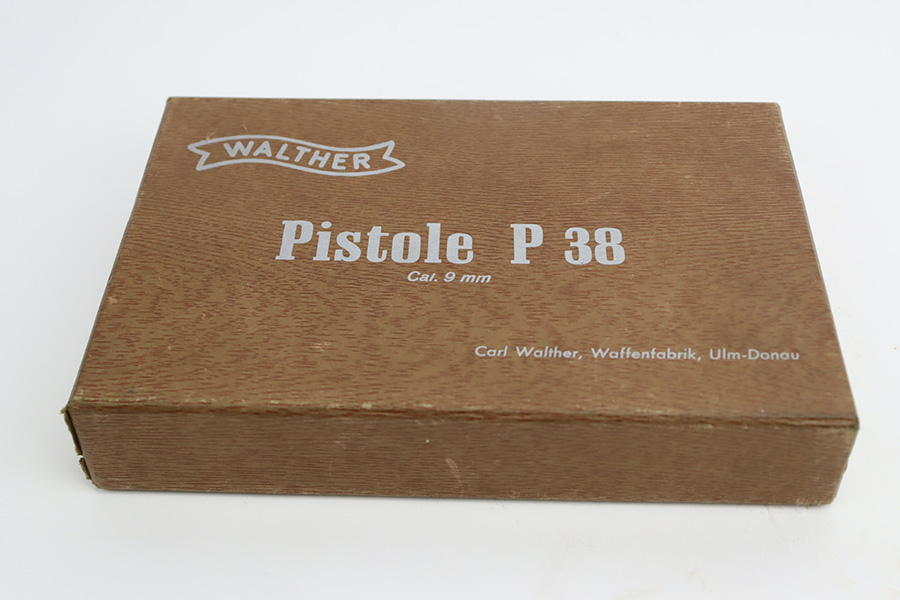 WALTHER
Pistole P 38
Cal. 9 mm
Carl Walther, Waffenfabrik, Ulm-Donau